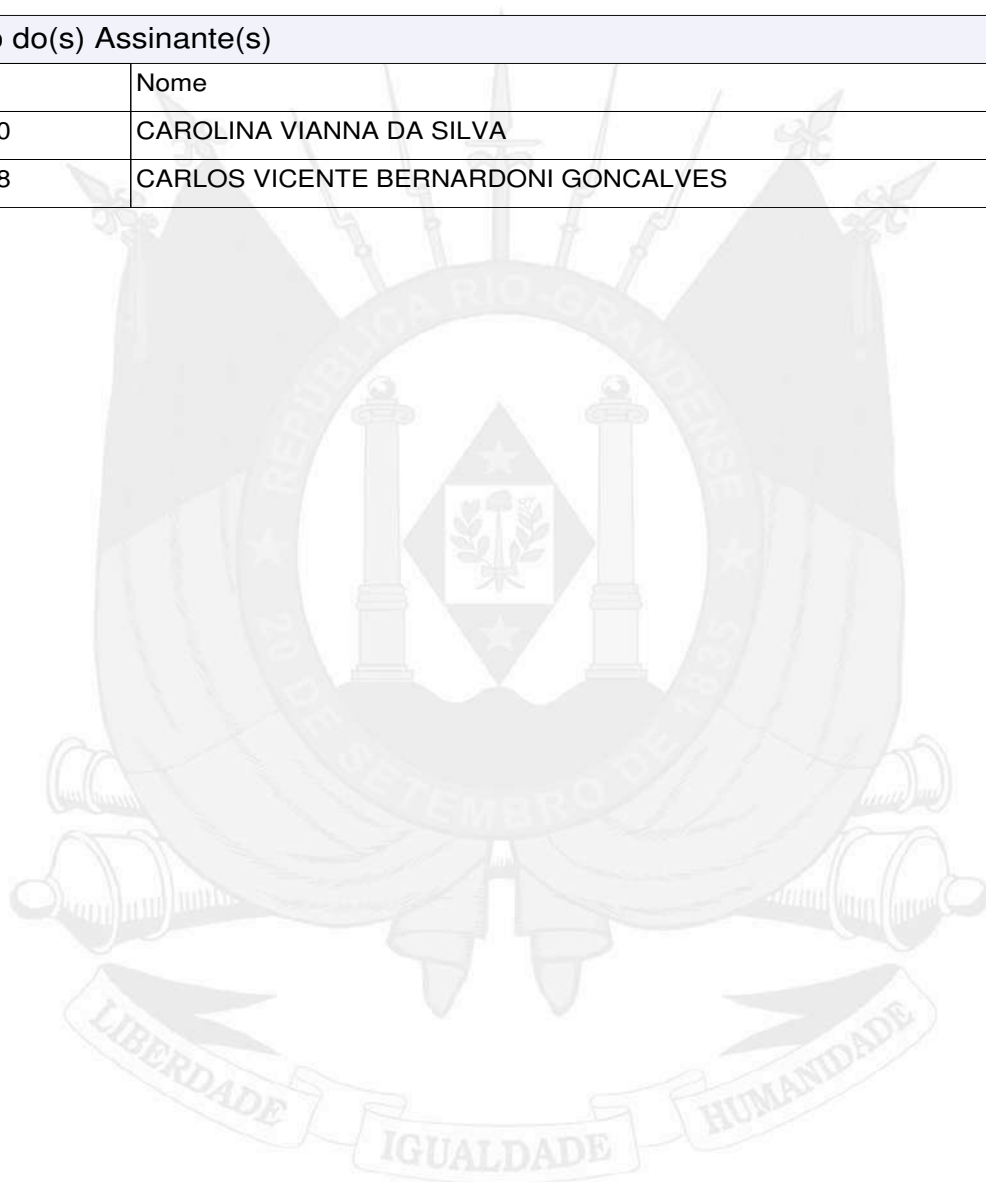 o do(s) Assinante(s)
Nome
0 CAROLINA VIANNA DA SILVA
8 CARLOS VICENTE BERNARDONI GONCALVES
REPÚBLICA RIO-GRANDENSE
20 DE SETEMBRO DE 1835
LIBERDADE IGUALDADE HUMANIDADE